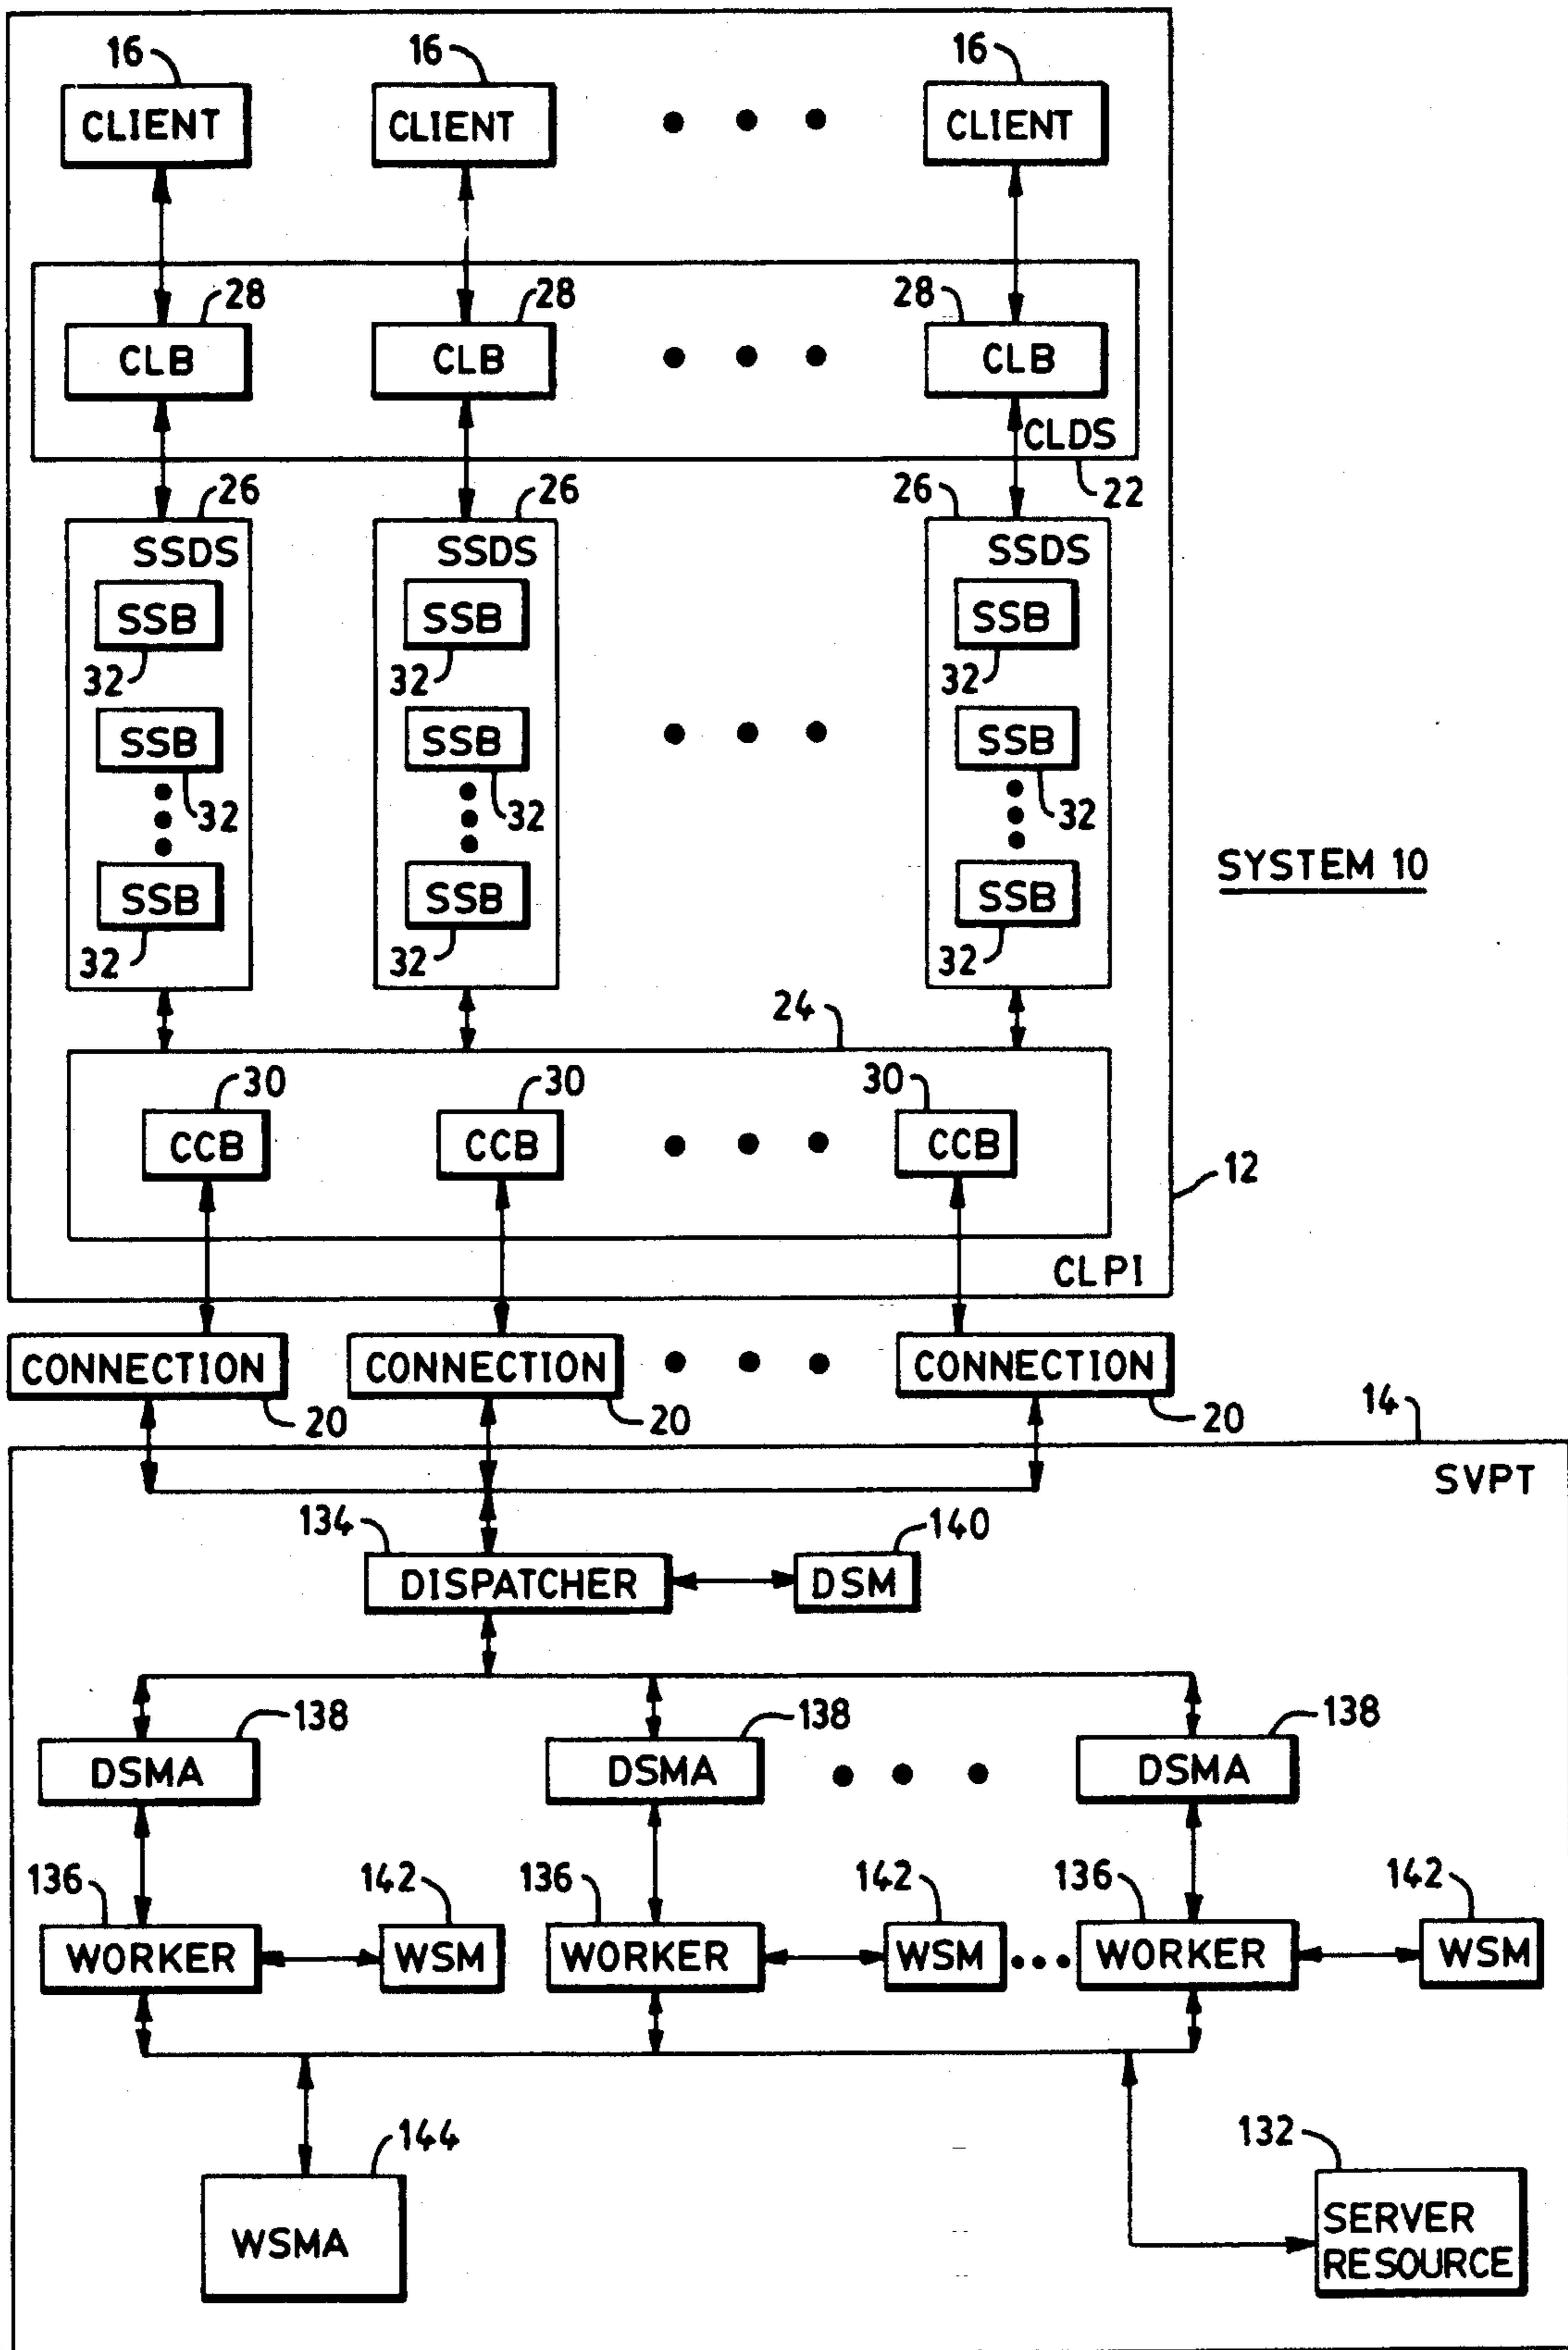 16 16 16
CLIENT CLIENT CLIENT
28 28 28
CLB CLB CLB
CLDS
22
26 26 26
SSDS SSDS SSDS
SSB SSB SSB
32 32 32
SSB SSB SSB
32 32 32
SSB SSB SSB
32 32 32
SYSTEM 10
24
30 30 30
CCB CCB CCB
12
CLPI
CONNECTION CONNECTION CONNECTION
20 20 20
14
SVPT
134 140
DISPATCHER DSM
138 138 138
DSMA DSMA DSMA
136 142 136 142 136 142
WORKER WSM WORKER WSM WORKER WSM
144 132
WSMA
SERVER
RESOURCE